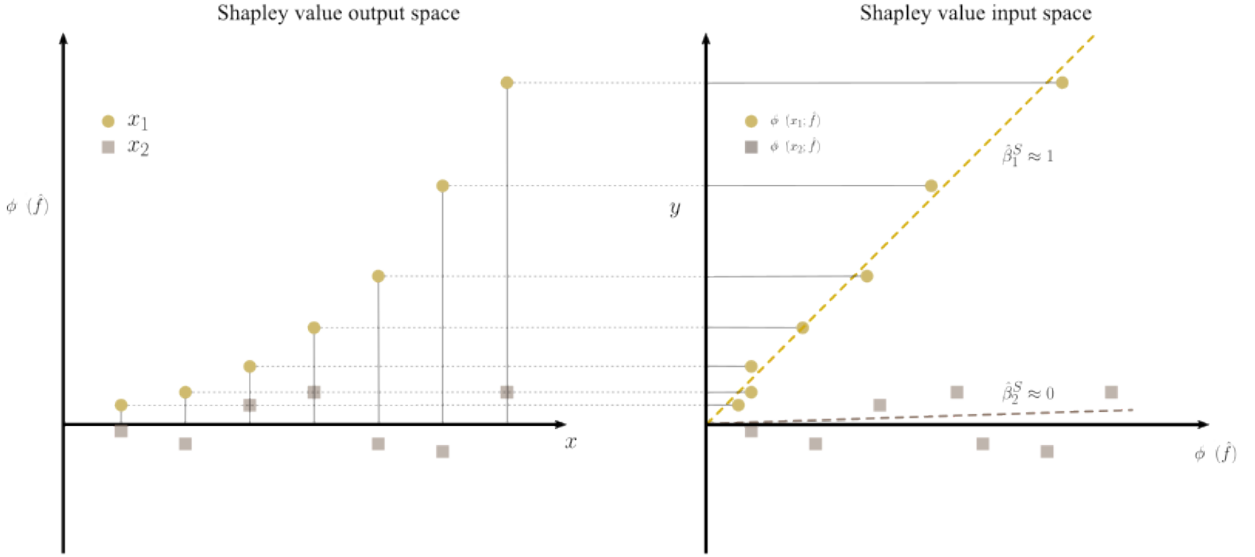 Shapley value output space
Shapley value input space
x₁
x₂
ϕ (f̂)
x
ϕ (x₁; f̂)
ϕ (x₂; f̂)
y
β̂₁ˢ ≈ 1
β̂₂ˢ ≈ 0
ϕ (f̂)